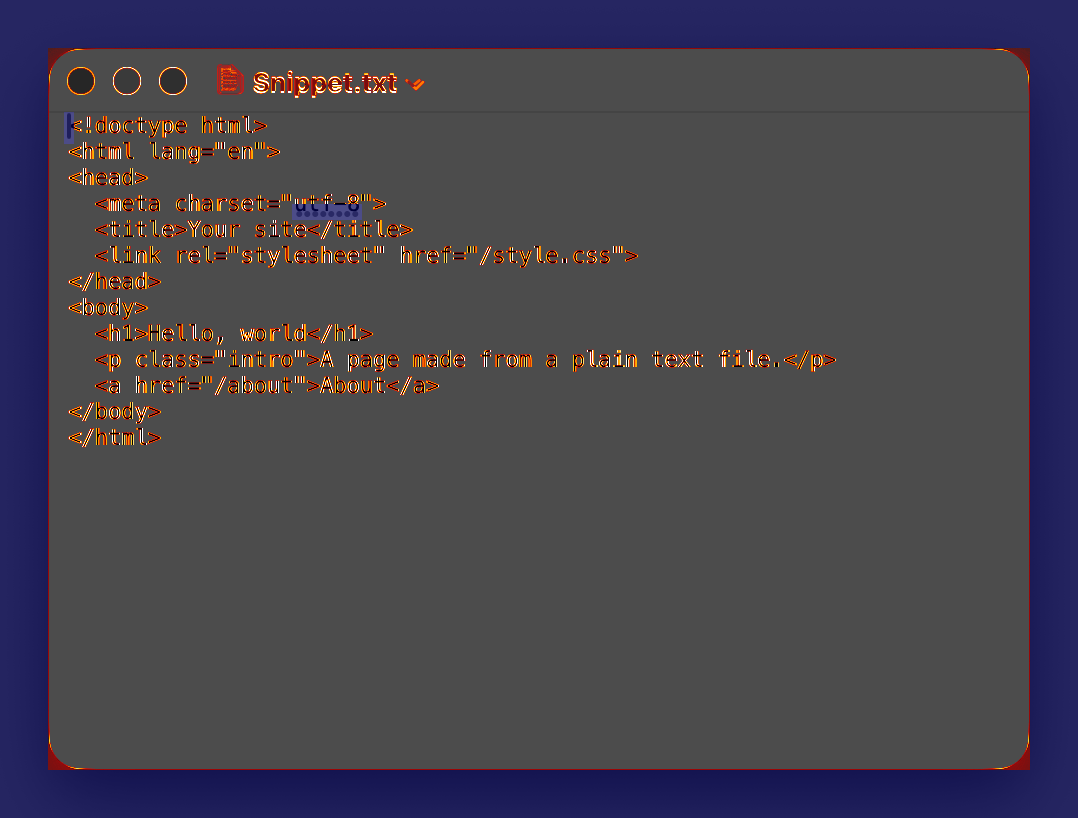 Snippet.txt
<!doctype html>
<html lang="en">
<head>
  <meta charset="utf-8">
  <title>Your site</title>
  <link rel="stylesheet" href="/style.css">
</head>
<body>
  <h1>Hello, world</h1>
  <p class="intro">A page made from a plain text file.</p>
  <a href="/about">About</a>
</body>
</html>